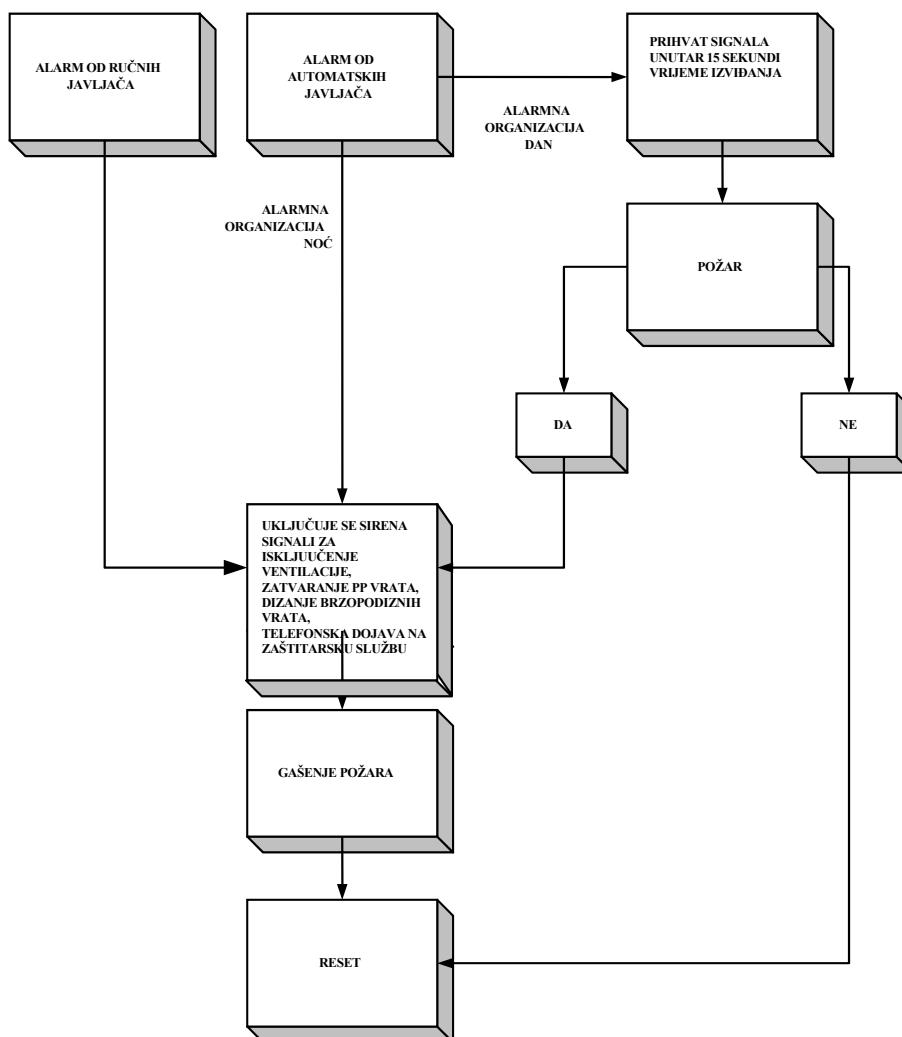 ALARM OD RUČNIH
JAVLJAČA
ALARM OD
AUTOMATSKIH
JAVLJAČA
PRIHVAT SIGNALA
UNUTAR 15 SEKUNDI
VRIJEME IZVIĐANJA
ALARMNA
ORGANIZACIJA
DAN
ALARMNA
ORGANIZACIJA
NOĆ
POŽAR
DA
NE
UKLJUČUJE SE SIRENA
SIGNALI ZA
ISKLJUUČENJE
VENTILACIJE,
ZATVARANJE PP VRATA,
DIZANJE BRZOPODIZNIH
VRATA,
TELEFONSKA DOJAVA NA
ZAŠTITARSKU SLUŽBU
GAŠENJE POŽARA
RESET